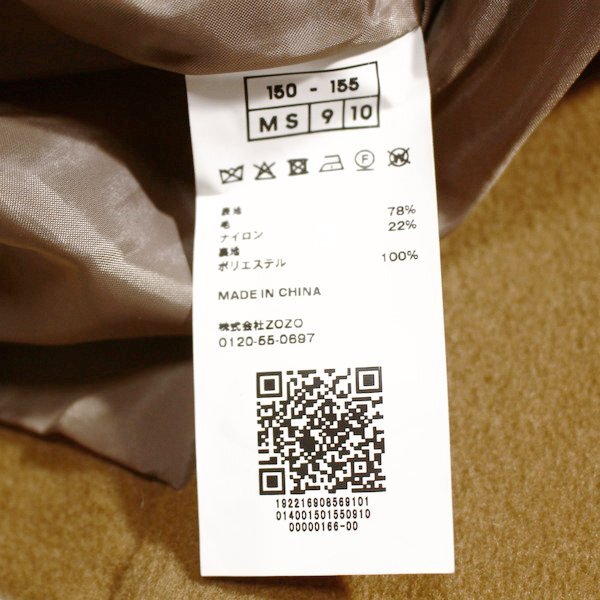 150 - 155
MS 9 10
F W
表地
毛 78%
ナイロン 22%
裏地
ポリエステル 100%
MADE IN CHINA
株式会社ZOZO
0120-55-0697
192216908569101
014001501550910
00000166-00